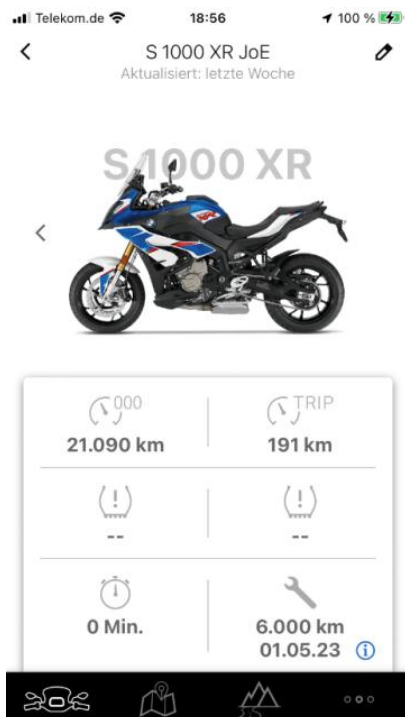 Telekom.de 18:56 100 %
S 1000 XR JoE
Aktualisiert: letzte Woche
S 1000 XR
000 TRIP
21.090 km 191 km
-- --
0 Min. 6.000 km
01.05.23